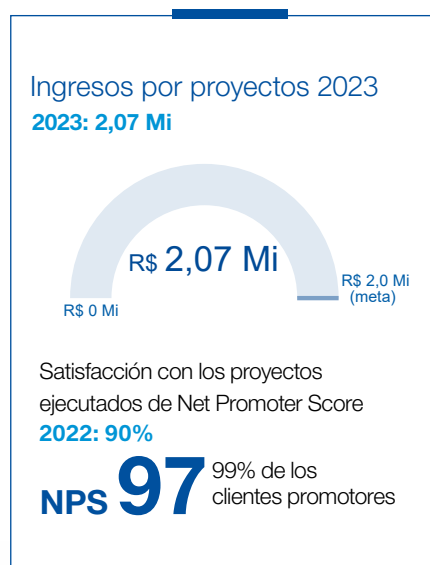 Ingresos por proyectos 2023
2023: 2,07 Mi
R$ 2,07 Mi
R$ 0 Mi
R$ 2,0 Mi
(meta)
Satisfacción con los proyectos
ejecutados de Net Promoter Score
2022: 90%
NPS 97
99% de los
clientes promotores